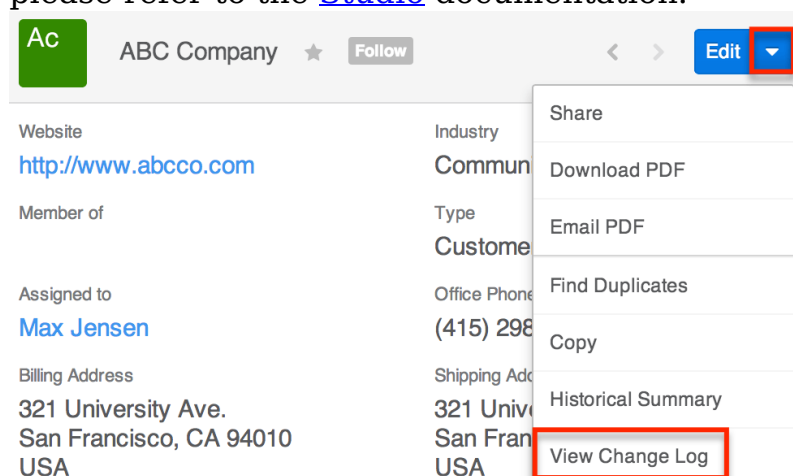 please refer to the Studio documentation.
Ac
ABC Company
Follow
Edit
Share
Download PDF
Email PDF
Find Duplicates
Copy
Historical Summary
View Change Log
Website
http://www.abcco.com
Industry
Commun
Member of
Type
Custome
Assigned to
Max Jensen
Office Phone
(415) 298
Billing Address
321 University Ave.
San Francisco, CA 94010
USA
Shipping Add
321 Unive
San Fran
USA